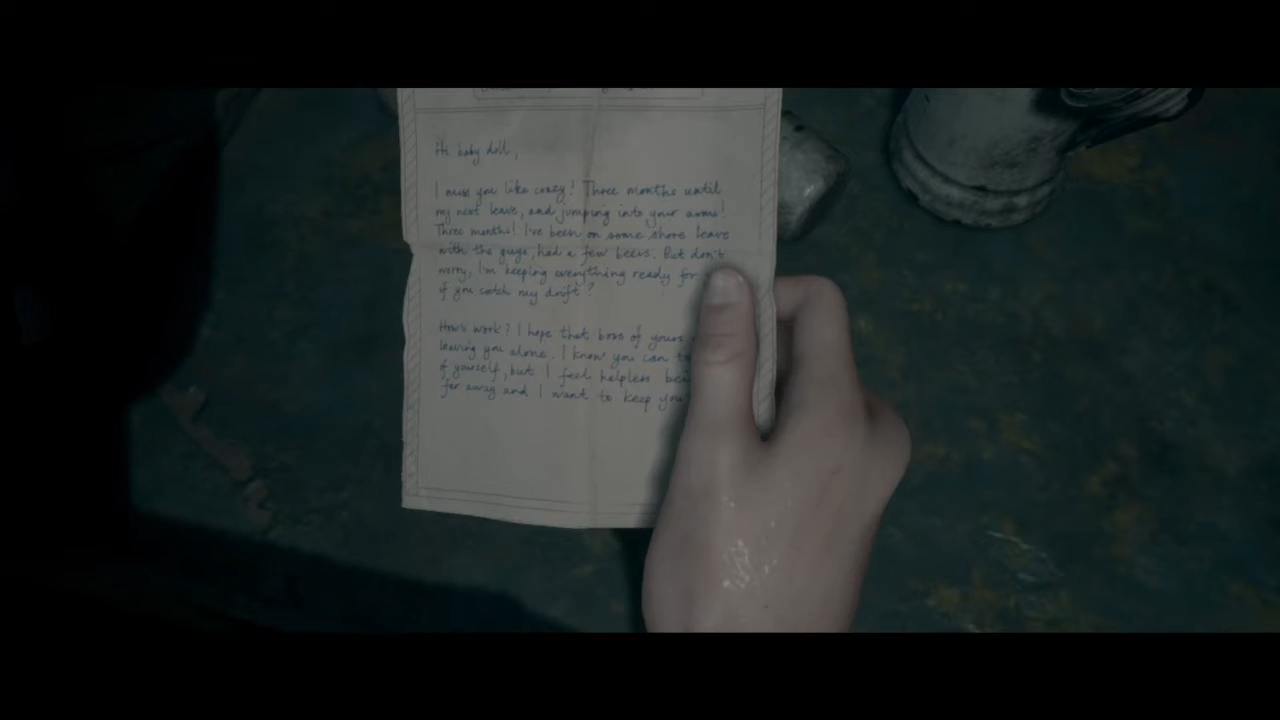 Hi baby doll,
I miss you like crazy! Three months until
my next leave, and jumping into your arms!
Three months! I've been on some shore leave
with the guys, had a few beers. But don't
worry, I'm keeping everything ready for
if you catch my drift?
How's work? I hope that boss of yours
leaving you alone. I know you can
of yourself, but I feel helpless
far away and I want to keep you